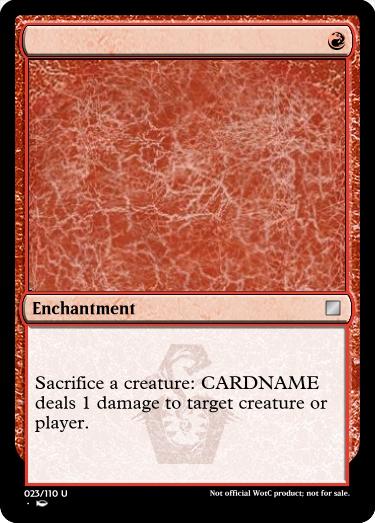 Enchantment
Sacrifice a creature: CARDNAME
deals 1 damage to target creature or
player.
023/110 U
Not official WotC product; not for sale.